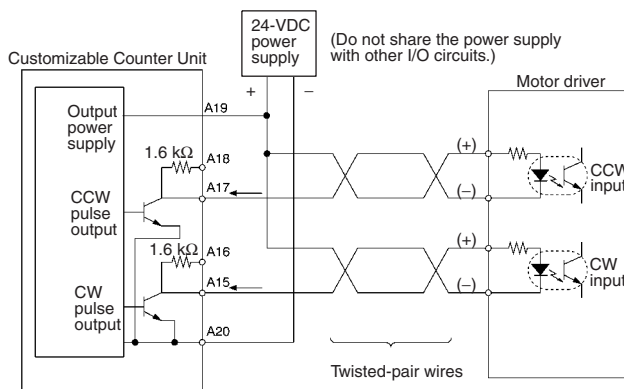 24-VDC
power
supply
(Do not share the power supply
with other I/O circuits.)
Customizable Counter Unit
Motor driver
+
−
A19
Output
power
supply
1.6 kΩ
A18
(+)
CCW
input
A17
(−)
CCW
pulse
output
1.6 kΩ
A16
(+)
CW
input
A15
(−)
CW
pulse
output
A20
Twisted-pair wires